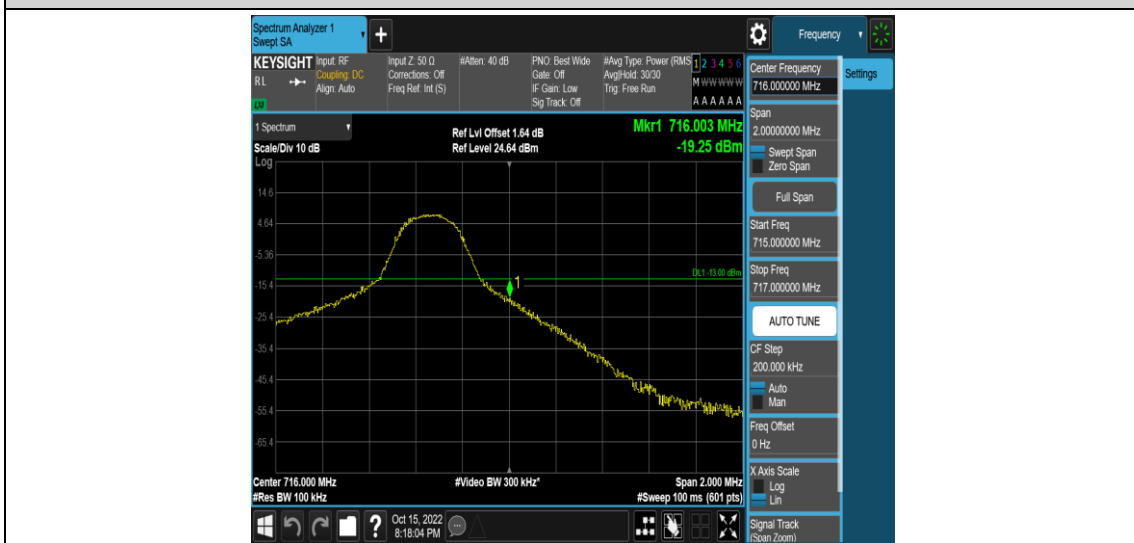 Spectrum Analyzer 1
Swept SA
+
Frequency
KEYSIGHT
RL
LXI
Input: RF
Coupling: DC
Align: Auto
Input Z: 50 Ω
Corrections: Off
Freq Ref: Int (S)
#Atten: 40 dB
PNO: Best Wide
Gate: Off
IF Gain: Low
Sig Track: Off
#Avg Type: Power (RMS
Avg|Hold: 30/30
Trig: Free Run
1 2 3 4 5 6
M W W W W W
A A A A A A
1 Spectrum
Scale/Div 10 dB
Log
Ref Lvl Offset 1.64 dB
Ref Level 24.64 dBm
Mkr1 716.003 MHz
-19.25 dBm
14.6
4.64
-5.36
-15.4
-25.4
-35.4
-45.4
-55.4
-65.4
DL1 -13.00 dBm
1
Center 716.000 MHz
#Res BW 100 kHz
#Video BW 300 kHz*
Span 2.000 MHz
#Sweep 100 ms (601 pts)
Center Frequency
716.000000 MHz
Settings
Span
2.00000000 MHz
Swept Span
Zero Span
Full Span
Start Freq
715.000000 MHz
Stop Freq
717.000000 MHz
AUTO TUNE
CF Step
200.000 kHz
Auto
Man
Freq Offset
0 Hz
X Axis Scale
Log
Lin
Signal Track
(Span Zoom)
?
Oct 15, 2022
8:18:04 PM